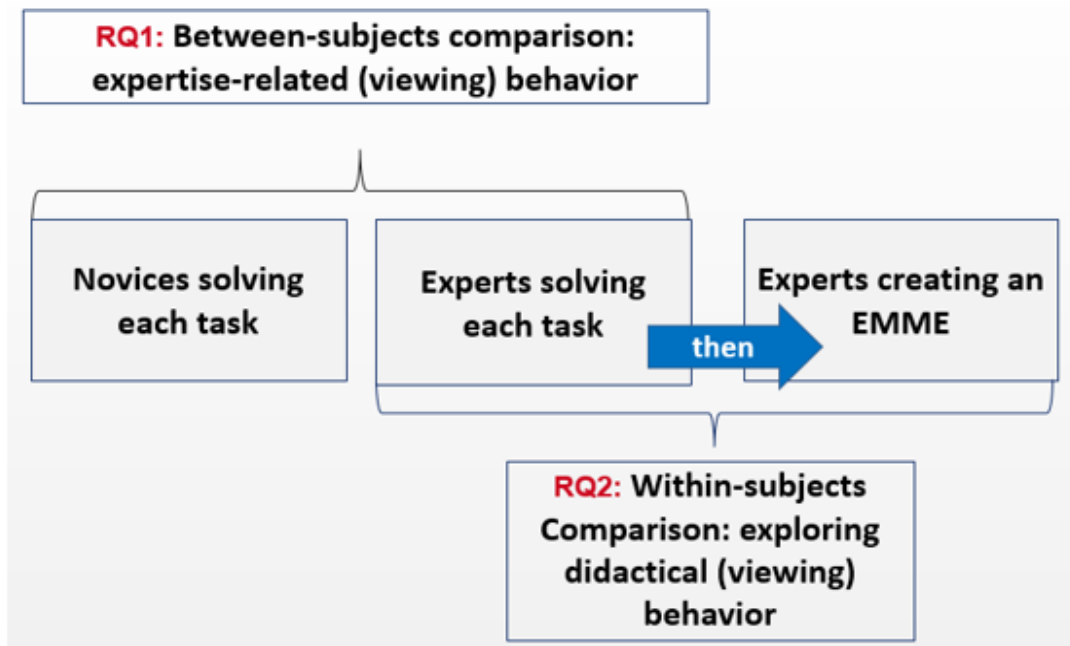 RQ1: Between-subjects comparison:
expertise-related (viewing) behavior
Novices solving
each task
Experts solving
each task
then
Experts creating an
EMME
RQ2: Within-subjects
Comparison: exploring
didactical (viewing)
behavior